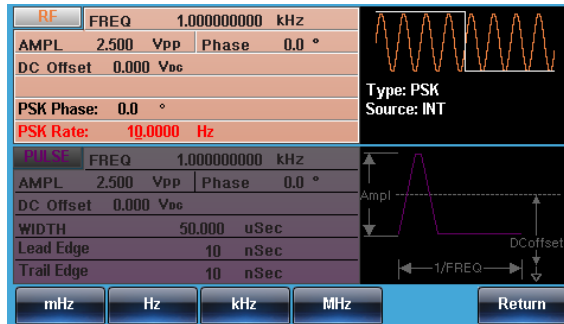 RF FREQ 1.000000000 kHz
AMPL 2.500 Vpp Phase 0.0 °
DC Offset 0.000 VDC
PSK Phase: 0.0 °
PSK Rate: 10.0000 Hz
Type: PSK
Source: INT
PULSE FREQ 1.000000000 kHz
AMPL 2.500 Vpp Phase 0.0 °
DC Offset 0.000 VDC
WIDTH 50.000 uSec
Lead Edge 10 nSec
Trail Edge 10 nSec
Ampl
DCoffset
1/FREQ
mHz Hz kHz MHz Return